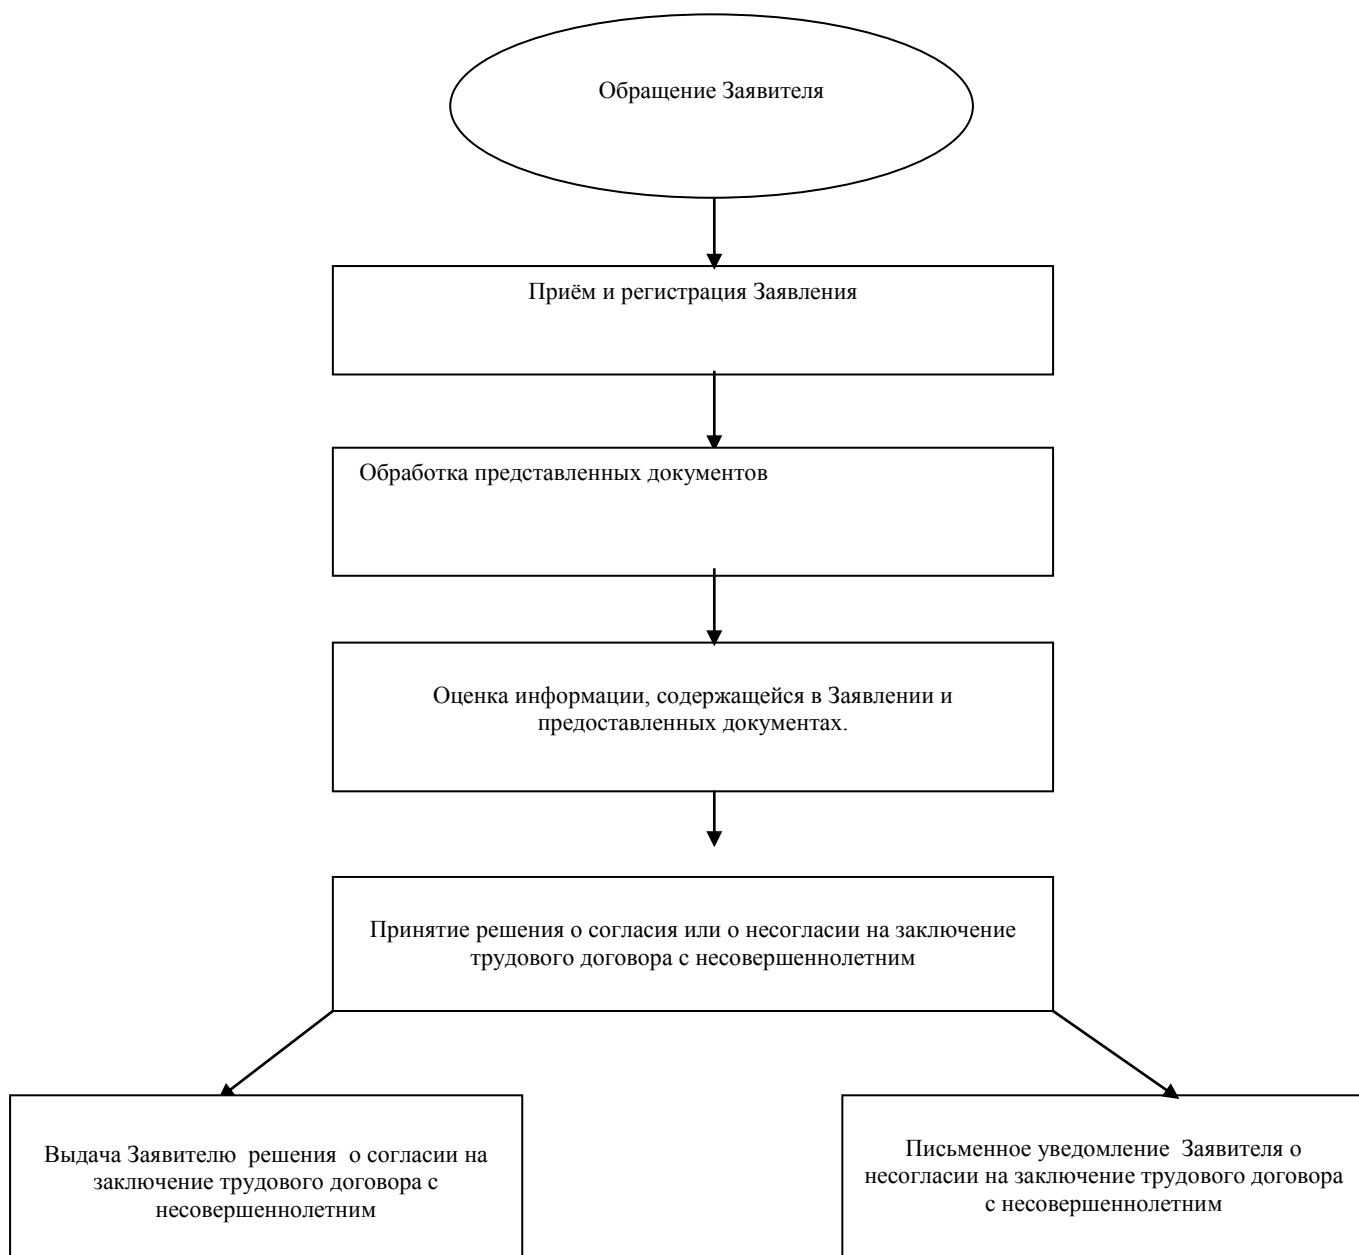 Обращение Заявителя
Приём и регистрация Заявления
Обработка представленных документов
Оценка информации, содержащейся в Заявлении и
предоставленных документах.
Принятие решения о согласия или о несогласии на заключение
трудового договора с несовершеннолетним
Выдача Заявителю решения о согласии на
заключение трудового договора с
несовершеннолетним
Письменное уведомление Заявителя о
несогласии на заключение трудового договора
с несовершеннолетним